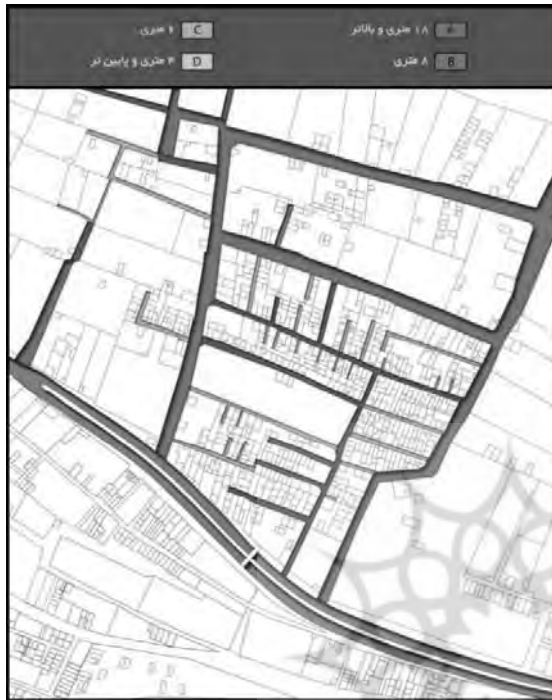 ۱۸ متری و بالاتر
C ۶ متری
B ۸ متری
D ۴ متری و پایین تر